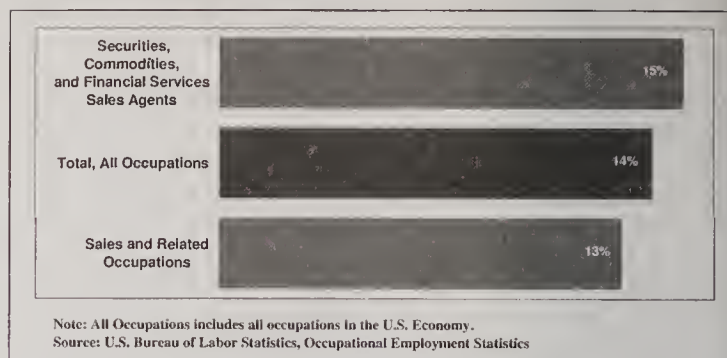 Securities,
Commodities,
and Financial Services
Sales Agents
15%
Total, All Occupations
14%
Sales and Related
Occupations
13%
Note: All Occupations includes all occupations in the U.S. Economy.
Source: U.S. Bureau of Labor Statistics, Occupational Employment Statistics